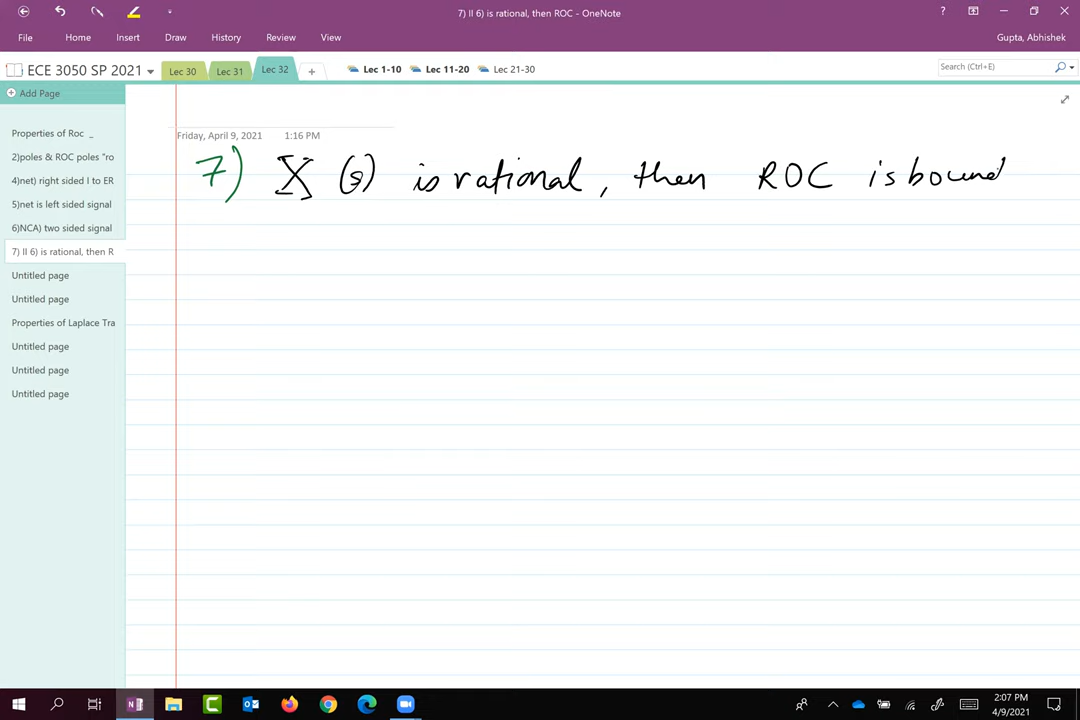 7) II 6) is rational, then ROC - OneNote
?
File Home Insert Draw History Review View
Gupta, Abhishek
ECE 3050 SP 2021
Lec 30
Lec 31
Lec 32
+
Lec 1-10
Lec 11-20
Lec 21-30
Search (Ctrl+E)
Add Page
Friday, April 9, 2021 1:16 PM
7) X (s) is rational, then ROC is bound
Properties of Roc _
2)poles & ROC poles "ro
4)net) right sided I to ER
5)net is left sided signal
6)NCA) two sided signal
7) II 6) is rational, then R
Untitled page
Untitled page
Properties of Laplace Tra
Untitled page
Untitled page
Untitled page
2:07 PM
4/9/2021